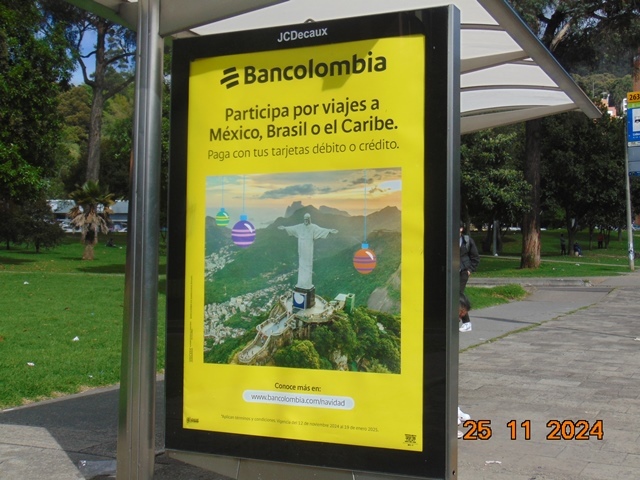 JCDecaux
Bancolombia
Participa por viajes a
México, Brasil o el Caribe.
Paga con tus tarjetas débito o crédito.
Conoce más en:
www.bancolombia.com/navidad
263
25 11 2024